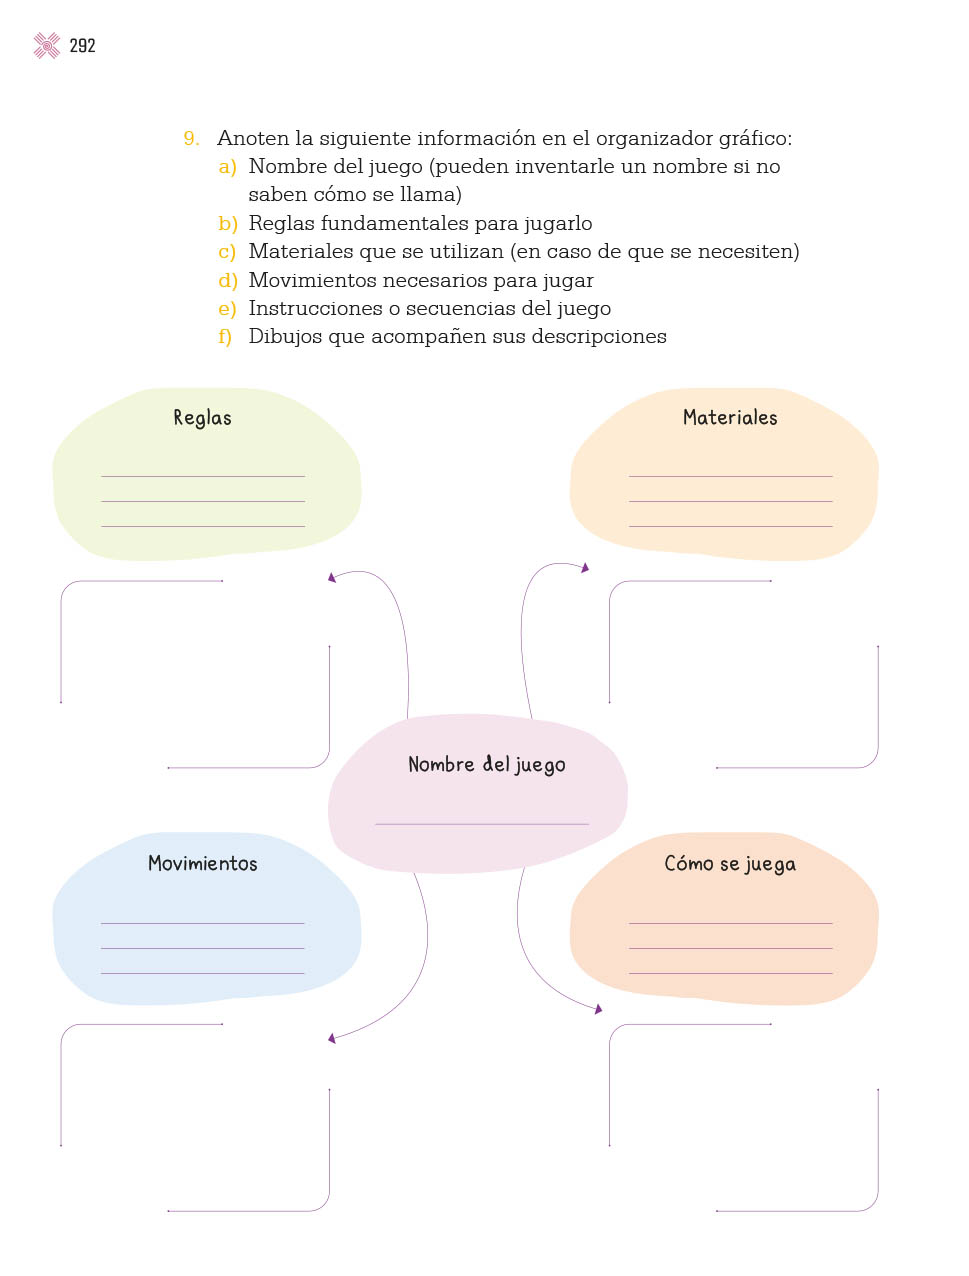 292
9. Anoten la siguiente información en el organizador gráfico:
a) Nombre del juego (pueden inventarle un nombre si no
saben cómo se llama)
b) Reglas fundamentales para jugarlo
c) Materiales que se utilizan (en caso de que se necesiten)
d) Movimientos necesarios para jugar
e) Instrucciones o secuencias del juego
f) Dibujos que acompañen sus descripciones
Reglas
Materiales
Nombre del juego
Movimientos
Cómo se juega